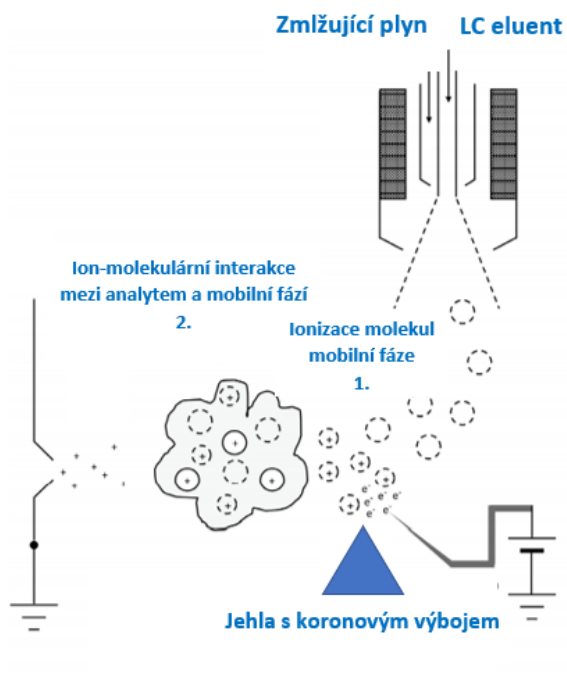 Zmlžující plyn LC eluent
Ion-molekulární interakce
mezi analytem a mobilní fází
2.
Ionizace molekul
mobilní fáze
1.
e⁻ e⁻ e⁻
e⁻ e⁻
e⁻
Jehla s koronovým výbojem